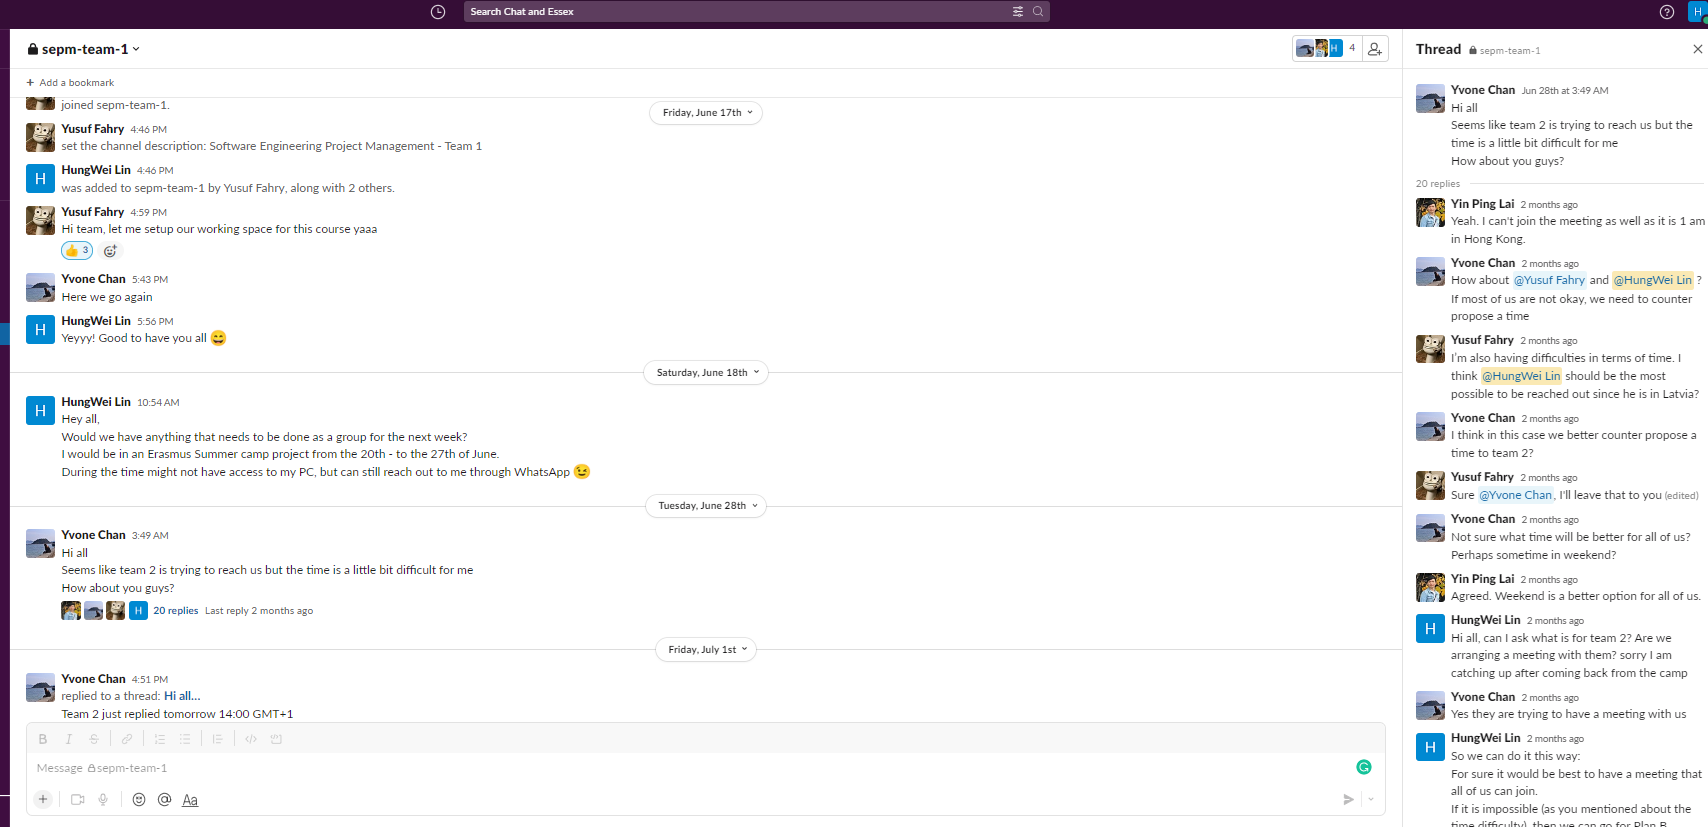 Search Chat and Essex
H
sepm-team-1
H
4
Add a bookmark
joined sepm-team-1.
Friday, June 17th
Yusuf Fahry 4:46 PM
set the channel description: Software Engineering Project Management - Team 1
H
HungWei Lin 4:46 PM
was added to sepm-team-1 by Yusuf Fahry, along with 2 others.
Yusuf Fahry 4:59 PM
Hi team, let me setup our working space for this course yaaa
👍 3
Yvone Chan 5:43 PM
Here we go again
H
HungWei Lin 5:56 PM
Yeyyy! Good to have you all 😄
Saturday, June 18th
H
HungWei Lin 10:54 AM
Hey all,
Would we have anything that needs to be done as a group for the next week?
I would be in an Erasmus Summer camp project from the 20th - to the 27th of June.
During the time might not have access to my PC, but can still reach out to me through WhatsApp 😉
Tuesday, June 28th
Yvone Chan 3:49 AM
Hi all
Seems like team 2 is trying to reach us but the time is a little bit difficult for me
How about you guys?
H
20 replies Last reply 2 months ago
Friday, July 1st
Yvone Chan 4:51 PM
replied to a thread: Hi all...
Team 2 just replied tomorrow 14:00 GMT+1
B I S
Message sepm-team-1
G
Aa
Thread sepm-team-1
Yvone Chan Jun 28th at 3:49 AM
Hi all
Seems like team 2 is trying to reach us but the
time is a little bit difficult for me
How about you guys?
20 replies
Yin Ping Lai 2 months ago
Yeah. I can't join the meeting as well as it is 1 am
in Hong Kong.
Yvone Chan 2 months ago
How about @Yusuf Fahry and @HungWei Lin ?
If most of us are not okay, we need to counter
propose a time
Yusuf Fahry 2 months ago
I'm also having difficulties in terms of time. I
think @HungWei Lin should be the most
possible to be reached out since he is in Latvia?
Yvone Chan 2 months ago
I think in this case we better counter propose a
time to team 2?
Yusuf Fahry 2 months ago
Sure @Yvone Chan, I'll leave that to you (edited)
Yvone Chan 2 months ago
Not sure what time will be better for all of us?
Perhaps sometime in weekend?
Yin Ping Lai 2 months ago
Agreed. Weekend is a better option for all of us.
H
HungWei Lin 2 months ago
Hi all, can I ask what is for team 2? Are we
arranging a meeting with them? sorry I am
catching up after coming back from the camp
Yvone Chan 2 months ago
Yes they are trying to have a meeting with us
H
HungWei Lin 2 months ago
So we can do it this way:
For sure it would be best to have a meeting that
all of us can join.
If it is impossible (as you mentioned about the
time difficulty), then we can go for Plan B